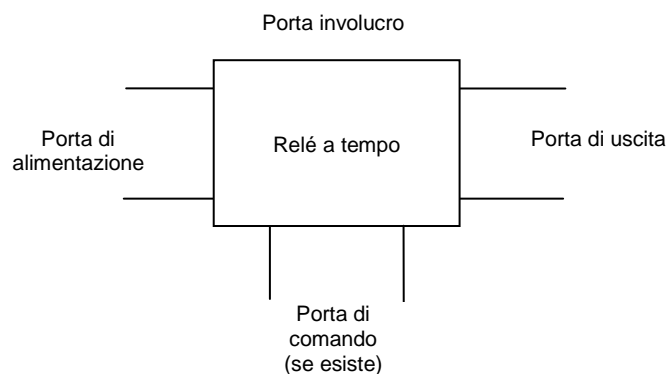 Porta involucro
Porta di
alimentazione
Relé a tempo
Porta di uscita
Porta di
comando
(se esiste)